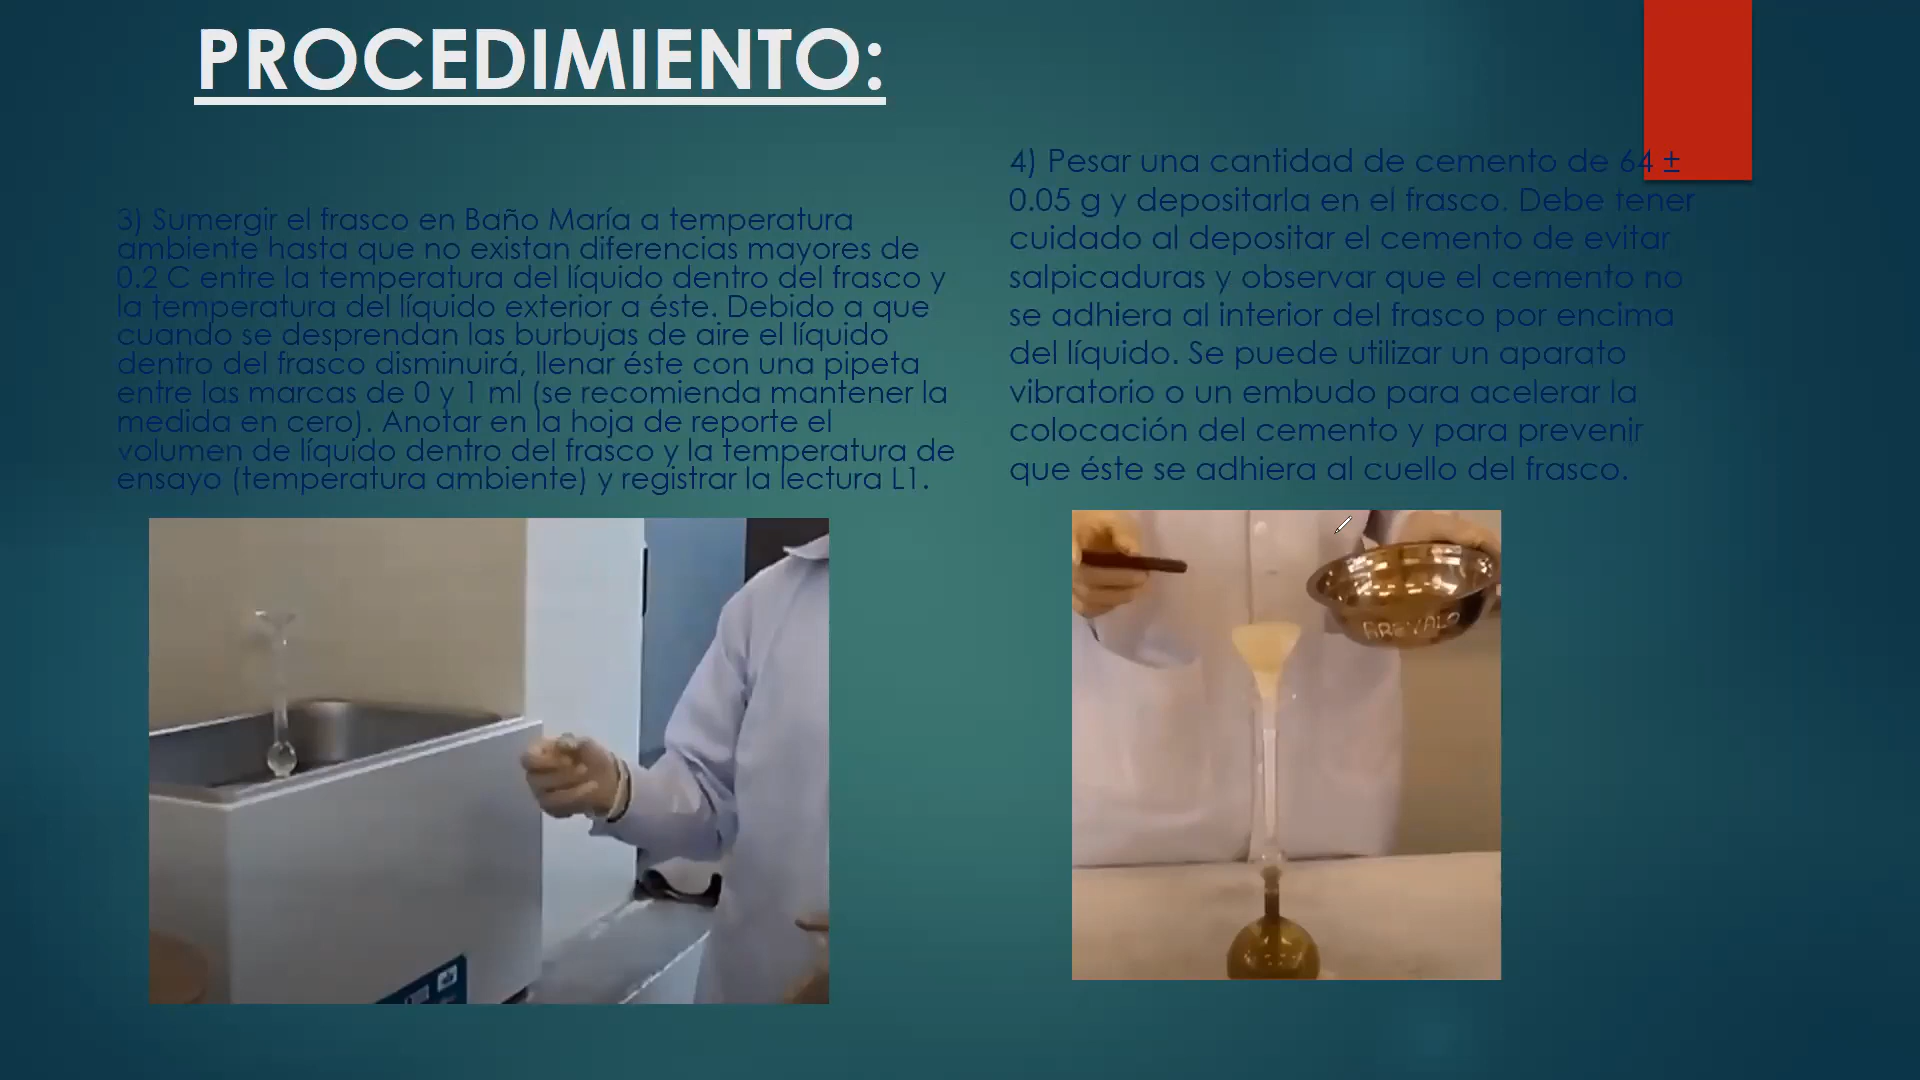 PROCEDIMIENTO:
3) Sumergir el frasco en Baño María a temperatura
ambiente hasta que no existan diferencias mayores de
0.2 C entre la temperatura del líquido dentro del frasco y
la temperatura del líquido exterior a éste. Debido a que
cuando se desprendan las burbujas de aire el líquido
dentro del frasco disminuirá, llenar éste con una pipeta
entre las marcas de 0 y 1 ml (se recomienda mantener la
medida en cero). Anotar en la hoja de reporte el
volumen de líquido dentro del frasco y la temperatura de
ensayo (temperatura ambiente) y registrar la lectura L1.
4) Pesar una cantidad de cemento de 64 ±
0.05 g y depositarla en el frasco. Debe tener
cuidado al depositar el cemento de evitar
salpicaduras y observar que el cemento no
se adhiera al interior del frasco por encima
del líquido. Se puede utilizar un aparato
vibratorio o un embudo para acelerar la
colocación del cemento y para prevenir
que éste se adhiera al cuello del frasco.
AREVALO